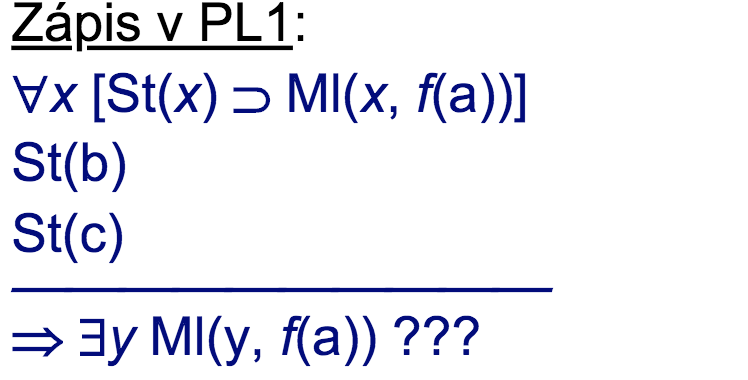 Zápis v PL1:
∀x [St(x) ⊃ Ml(x, f(a))]
St(b)
St(c)
⇒ ∃y Ml(y, f(a)) ???